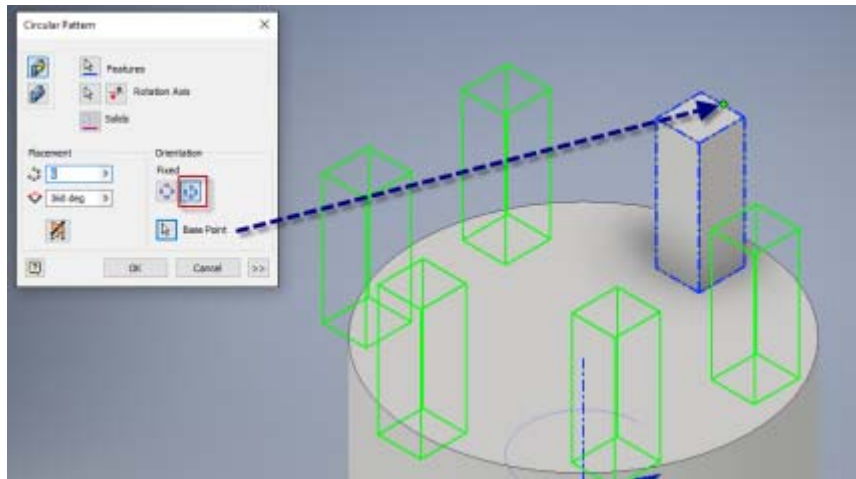 Circular Pattern
Features
Rotation Axis
Solids
Placement
Orientation
Fixed
360 deg
Base Point
OK
Cancel
>>